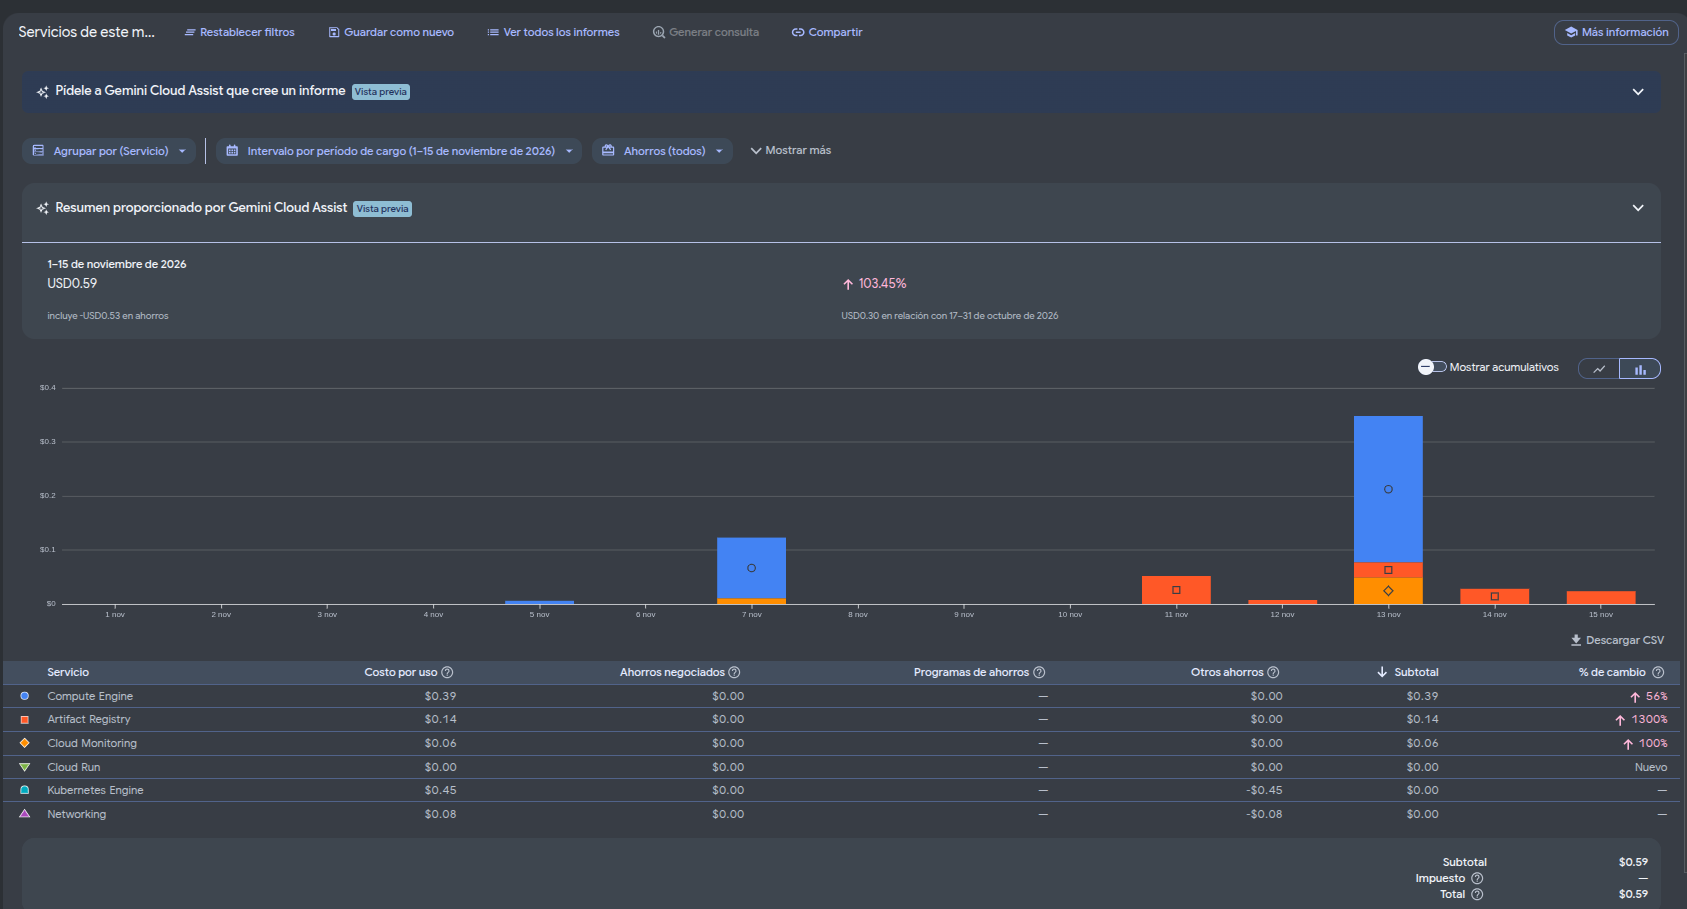 Servicios de este m... Restablecer filtros Guardar como nuevo Ver todos los informes Generar consulta Compartir Más información
Pídele a Gemini Cloud Assist que cree un informe Vista previa
Agrupar por (Servicio) Intervalo por período de cargo (1–15 de noviembre de 2026) Ahorros (todos) Mostrar más
Resumen proporcionado por Gemini Cloud Assist Vista previa
1–15 de noviembre de 2026
USD0.59 103.45%
incluye -USD0.53 en ahorros USD0.30 en relación con 17–31 de octubre de 2026
Mostrar acumulativos
$0.4
$0.3
$0.2
$0.1
$0
1 nov 2 nov 3 nov 4 nov 5 nov 6 nov 7 nov 8 nov 9 nov 10 nov 11 nov 12 nov 13 nov 14 nov 15 nov
Descargar CSV
Servicio Costo por uso Ahorros negociados Programas de ahorros Otros ahorros Subtotal % de cambio
Compute Engine $0.39 $0.00 — $0.00 $0.39 56%
Artifact Registry $0.14 $0.00 — $0.00 $0.14 1300%
Cloud Monitoring $0.06 $0.00 — $0.00 $0.06 100%
Cloud Run $0.00 $0.00 — $0.00 $0.00 Nuevo
Kubernetes Engine $0.45 $0.00 — -$0.45 $0.00 —
Networking $0.08 $0.00 — -$0.08 $0.00 —
Subtotal $0.59
Impuesto —
Total $0.59